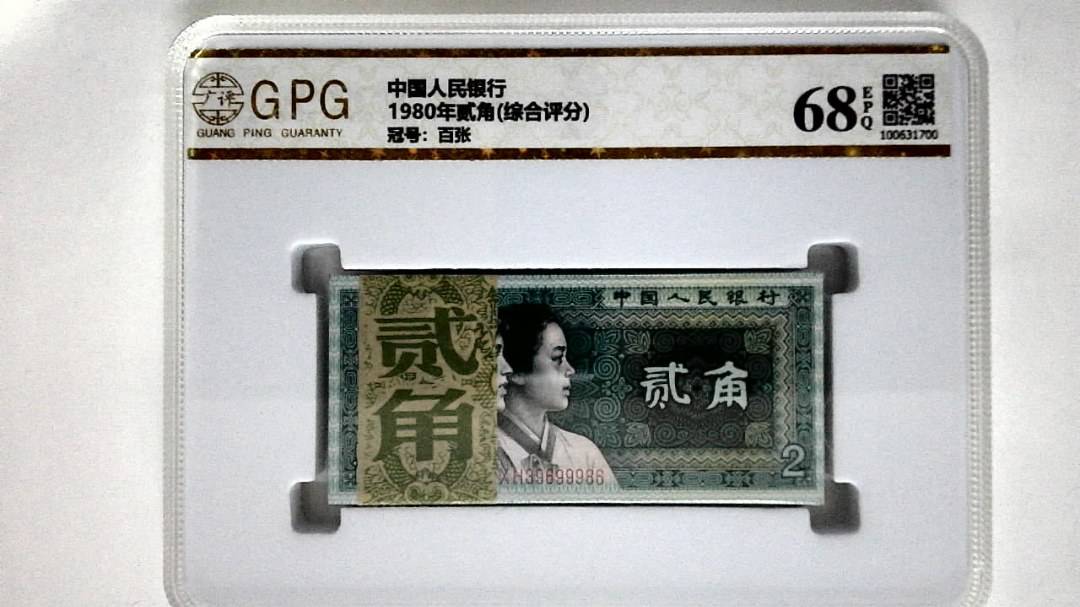 广评
GPG
GUANG PING GUARANTY
中国人民银行
1980年贰角(综合评分)
冠号：百张
68
EPQ
100631700
贰角
中国人民银行
贰角
2
XH39699986